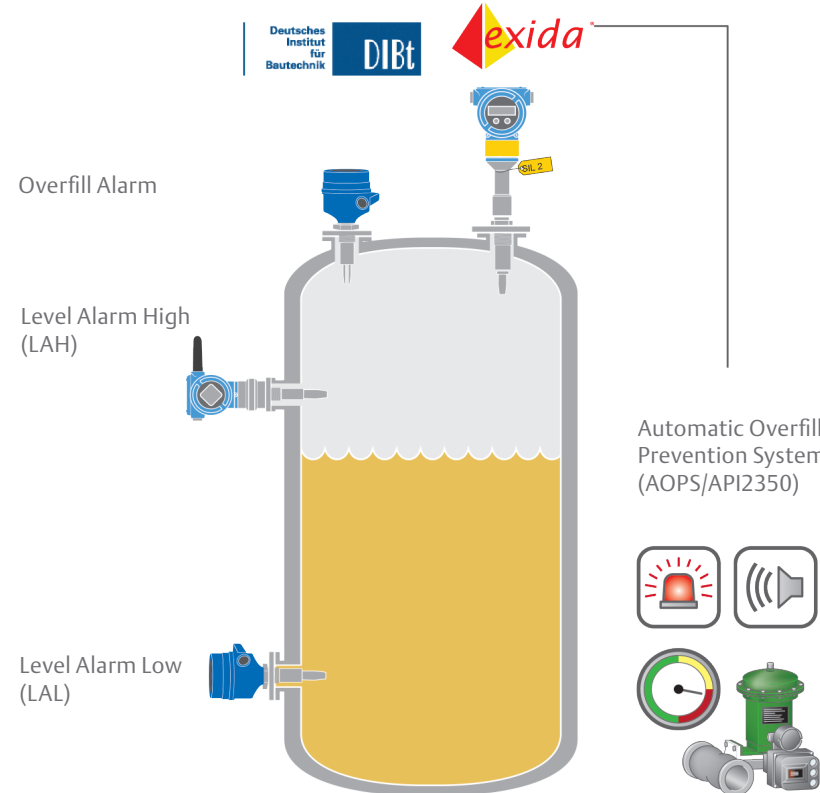 Deutsches
Institut
für
Bautechnik
DIBt
exida
SIL 2
Overfill Alarm
Level Alarm High
(LAH)
Automatic Overfill
Prevention System
(AOPS/API2350)
Level Alarm Low
(LAL)